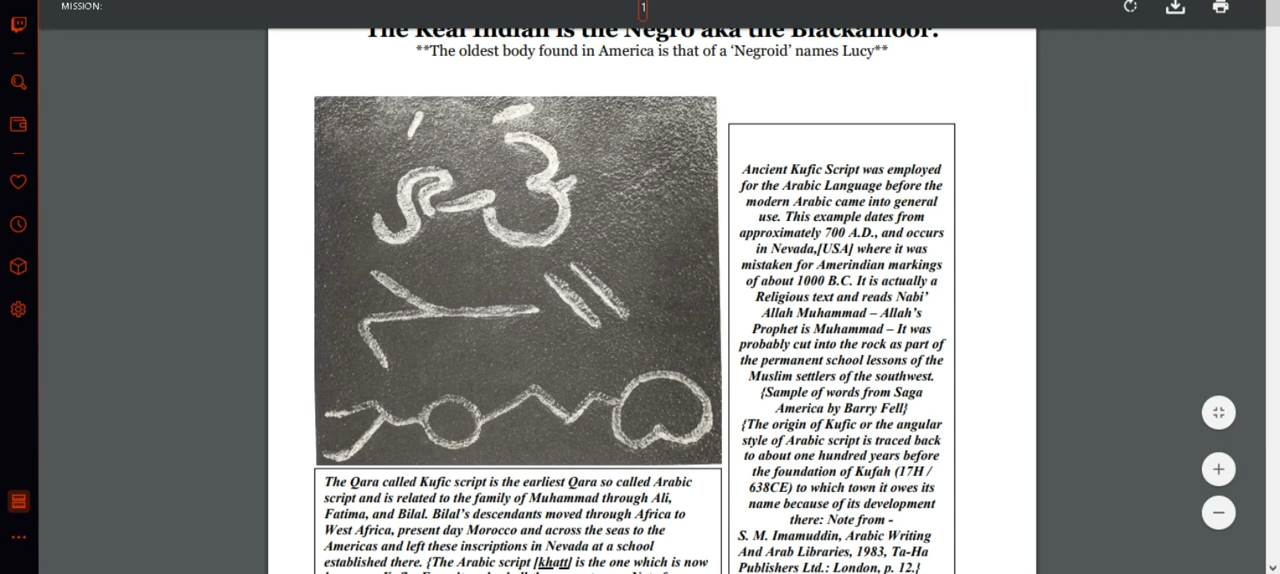 MISSION:
1
The Real Indian is the Negro aka the Blackamoor:
**The oldest body found in America is that of a ‘Negroid’ names Lucy**
Ancient Kufic Script was employed
for the Arabic Language before the
modern Arabic came into general
use. This example dates from
approximately 700 A.D., and occurs
in Nevada,[USA] where it was
mistaken for Amerindian markings
of about 1000 B.C. It is actually a
Religious text and reads Nabi’
Allah Muhammad – Allah’s
Prophet is Muhammad – It was
probably cut into the rock as part of
the permanent school lessons of the
Muslim settlers of the southwest.
{Sample of words from Saga
America by Barry Fell}
{The origin of Kufic or the angular
style of Arabic script is traced back
to about one hundred years before
the foundation of Kufah (17H /
638CE) to which town it owes its
name because of its development
there: Note from -
S. M. Imamuddin, Arabic Writing
And Arab Libraries, 1983, Ta-Ha
Publishers Ltd.: London, p. 12.}
The Qara called Kufic script is the earliest Qara so called Arabic
script and is related to the family of Muhammad through Ali,
Fatima, and Bilal. Bilal’s descendants moved through Africa to
West Africa, present day Morocco and across the seas to the
Americas and left these inscriptions in Nevada at a school
established there. {The Arabic script [khatt] is the one which is now